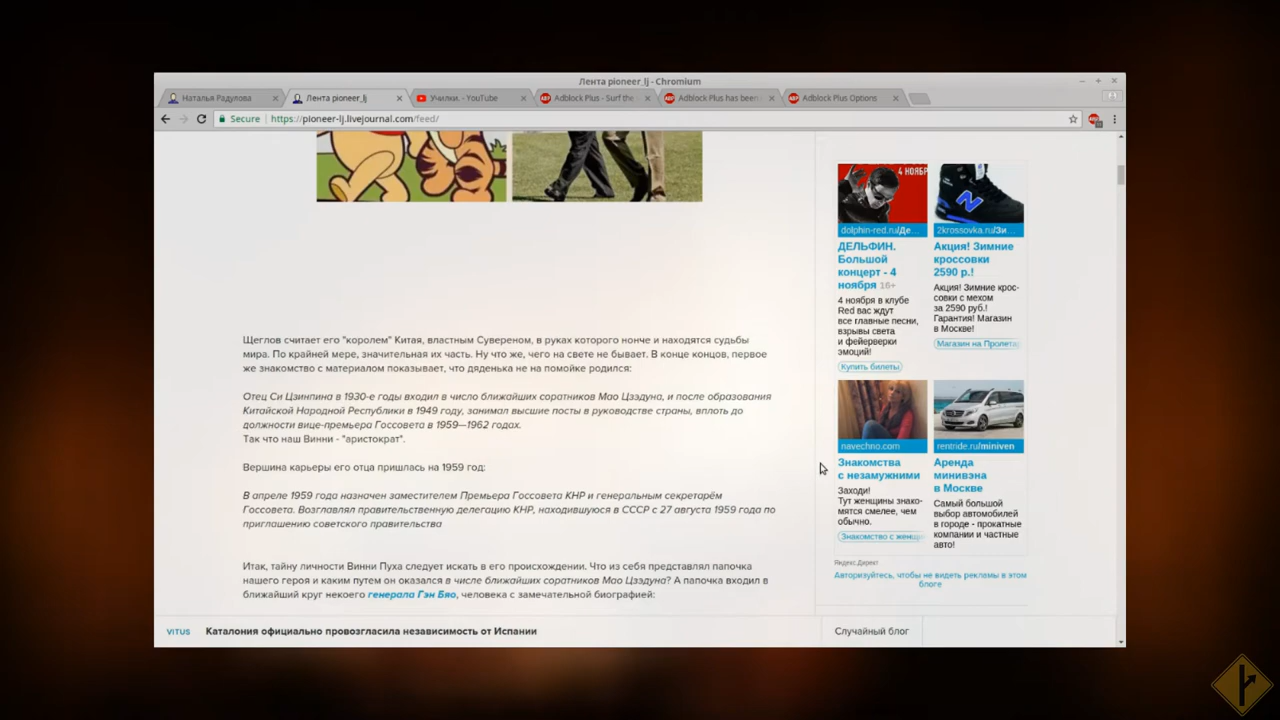 Лента pioneer_lj - Chromium
Наталья Радулова
Лента pioneer_lj
Училки. - YouTube
Adblock Plus - Surf the
Adblock Plus has been
Adblock Plus Options
Secure
https://pioneer-lj.livejournal.com/feed/
Щеглов считает его "королем" Китая, властным Сувереном, в руках которого нонче и находятся судьбы
мира. По крайней мере, значительная их часть. Ну что же, чего на свете не бывает. В конце концов, первое
же знакомство с материалом показывает, что дяденька не на помойке родился:
Отец Си Цзинпина в 1930-е годы входил в число ближайших соратников Мао Цзэдуна, и после образования
Китайской Народной Республики в 1949 году, занимал высшие посты в руководстве страны, вплоть до
должности вице-премьера Госсовета в 1959—1962 годах.
Так что наш Винни - "аристократ".
Вершина карьеры его отца пришлась на 1959 год:
В апреле 1959 года назначен заместителем Премьера Госсовета КНР и генеральным секретарём
Госсовета. Возглавлял правительственную делегацию КНР, находившуюся в СССР с 27 августа 1959 года по
приглашению советского правительства
Итак, тайну личности Винни Пуха следует искать в его происхождении. Что из себя представлял папочка
нашего героя и каким путем он оказался в числе ближайших соратников Мао Цзэдуна? А папочка входил в
ближайший круг некоего генерала Гэн Бяо, человека с замечательной биографией:
4 НОЯБР
dolphin-red.ru/Де...
ДЕЛЬФИН.
Большой
концерт - 4
ноября 16+
4 ноября в клубе
Red вас ждут
все главные песни,
взрывы света
и фейерверки
эмоций!
Купить билеты
2krossovka.ru/Зи...
Акция! Зимние
кроссовки
2590 р.!
Акция! Зимние крос-
совки с мехом
за 2590 руб.!
Гарантия! Магазин
в Москве!
Магазин на Пролета
navechno.com
Знакомства
с незамужними
Заходи!
Тут женщины знако-
мятся смелее, чем
обычно.
Знакомство с женщи
rentride.ru/miniven
Аренда
минивэна
в Москве
Самый большой
выбор автомобилей
в городе - прокатные
компании и частные
авто!
Яндекс.Директ
Авторизуйтесь, чтобы не видеть рекламы в этом
блоге
VITUS
Каталония официально провозгласила независимость от Испании
Случайный блог